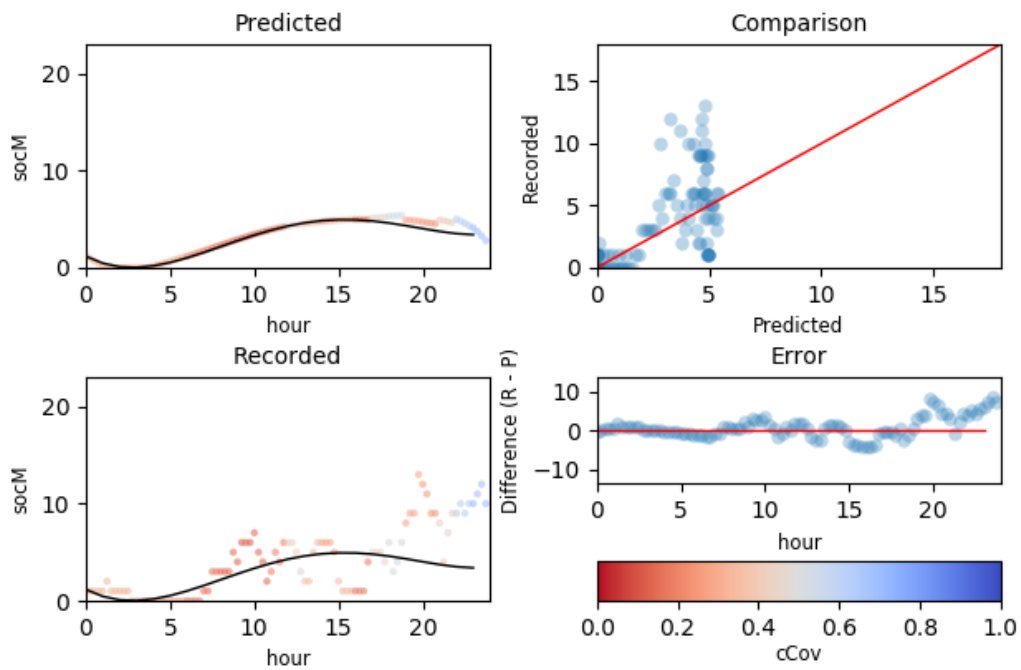 Predicted
socM
20
10
0
0 5 10 15 20
hour
Comparison
Recorded
15
10
5
0
0 5 10 15
Predicted
Recorded
socM
20
10
0
0 5 10 15 20
hour
Error
Difference (R - P)
10
0
−10
0 5 10 15 20
hour
0.0 0.2 0.4 0.6 0.8 1.0
cCov